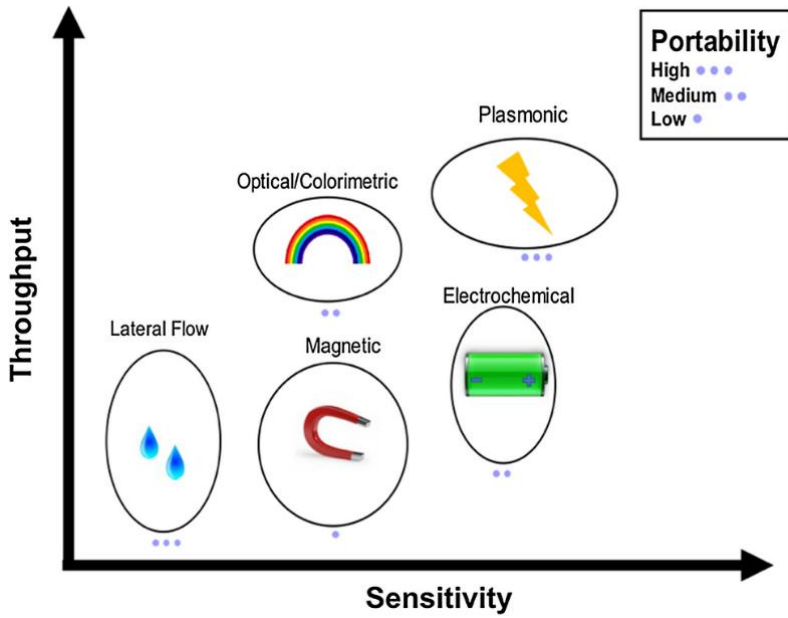 Portability
High
Medium
Low
Plasmonic
Optical/Colorimetric
Electrochemical
Lateral Flow
Magnetic
Throughput
Sensitivity